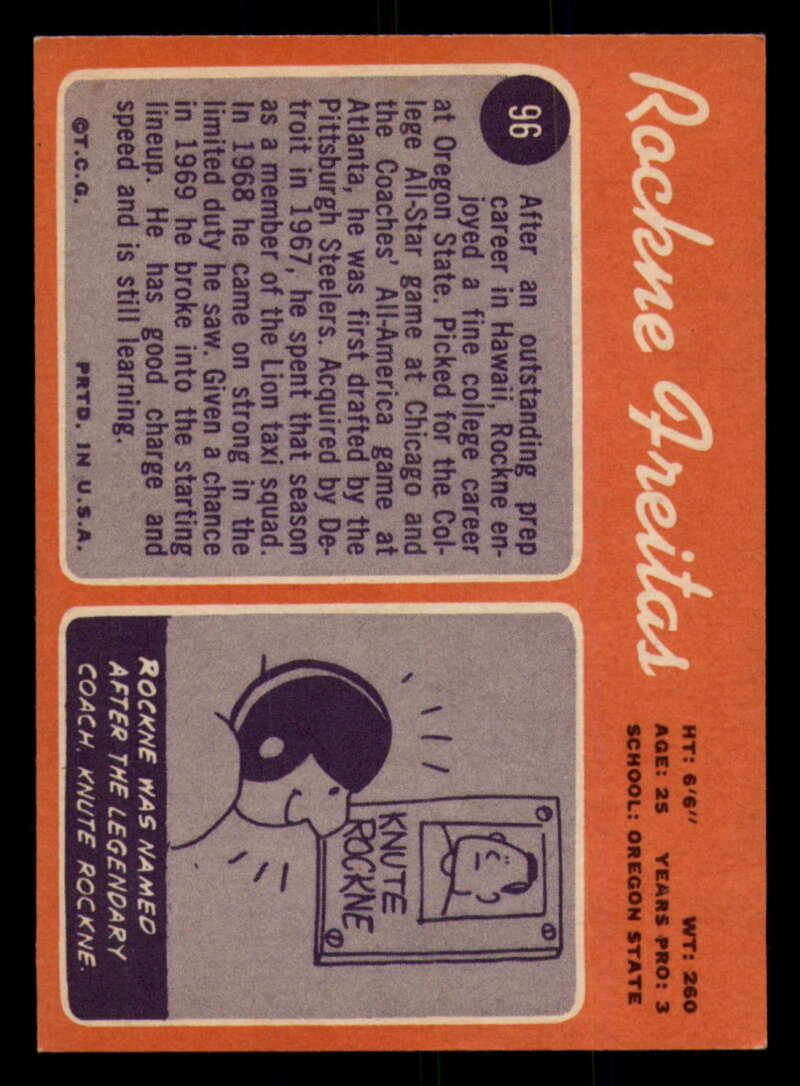 Rockne Freitas
HT: 6'6" WT: 260
AGE: 25 YEARS PRO: 3
SCHOOL: OREGON STATE
96
After an outstanding prep
career in Hawaii, Rockne en-
joyed a fine college career
at Oregon State. Picked for the Col-
lege All-Star game at Chicago and
the Coaches' All-America game at
Atlanta, he was first drafted by the
Pittsburgh Steelers. Acquired by De-
troit in 1967, he spent that season
as a member of the Lion taxi squad.
In 1968 he came on strong in the
limited duty he saw. Given a chance
in 1969 he broke into the starting
lineup. He has good charge and
speed and is still learning.
©T.C.G. PRTD. IN U.S.A.
KNUTE
ROCKNE
ROCKNE WAS NAMED
AFTER THE LEGENDARY
COACH, KNUTE ROCKNE.